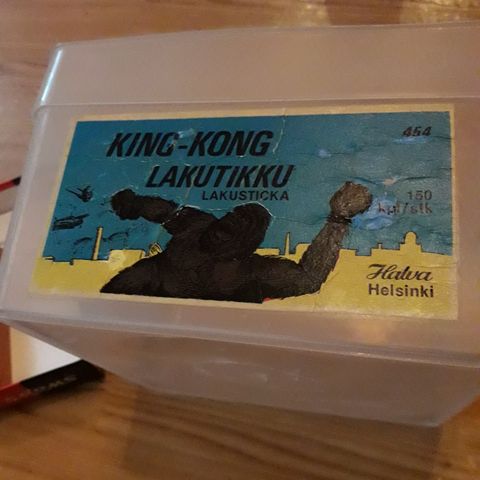 KING-KONG
LAKUTIKKU
LAKUSTICKA
454
150
kpl/stk
Halva
Helsinki